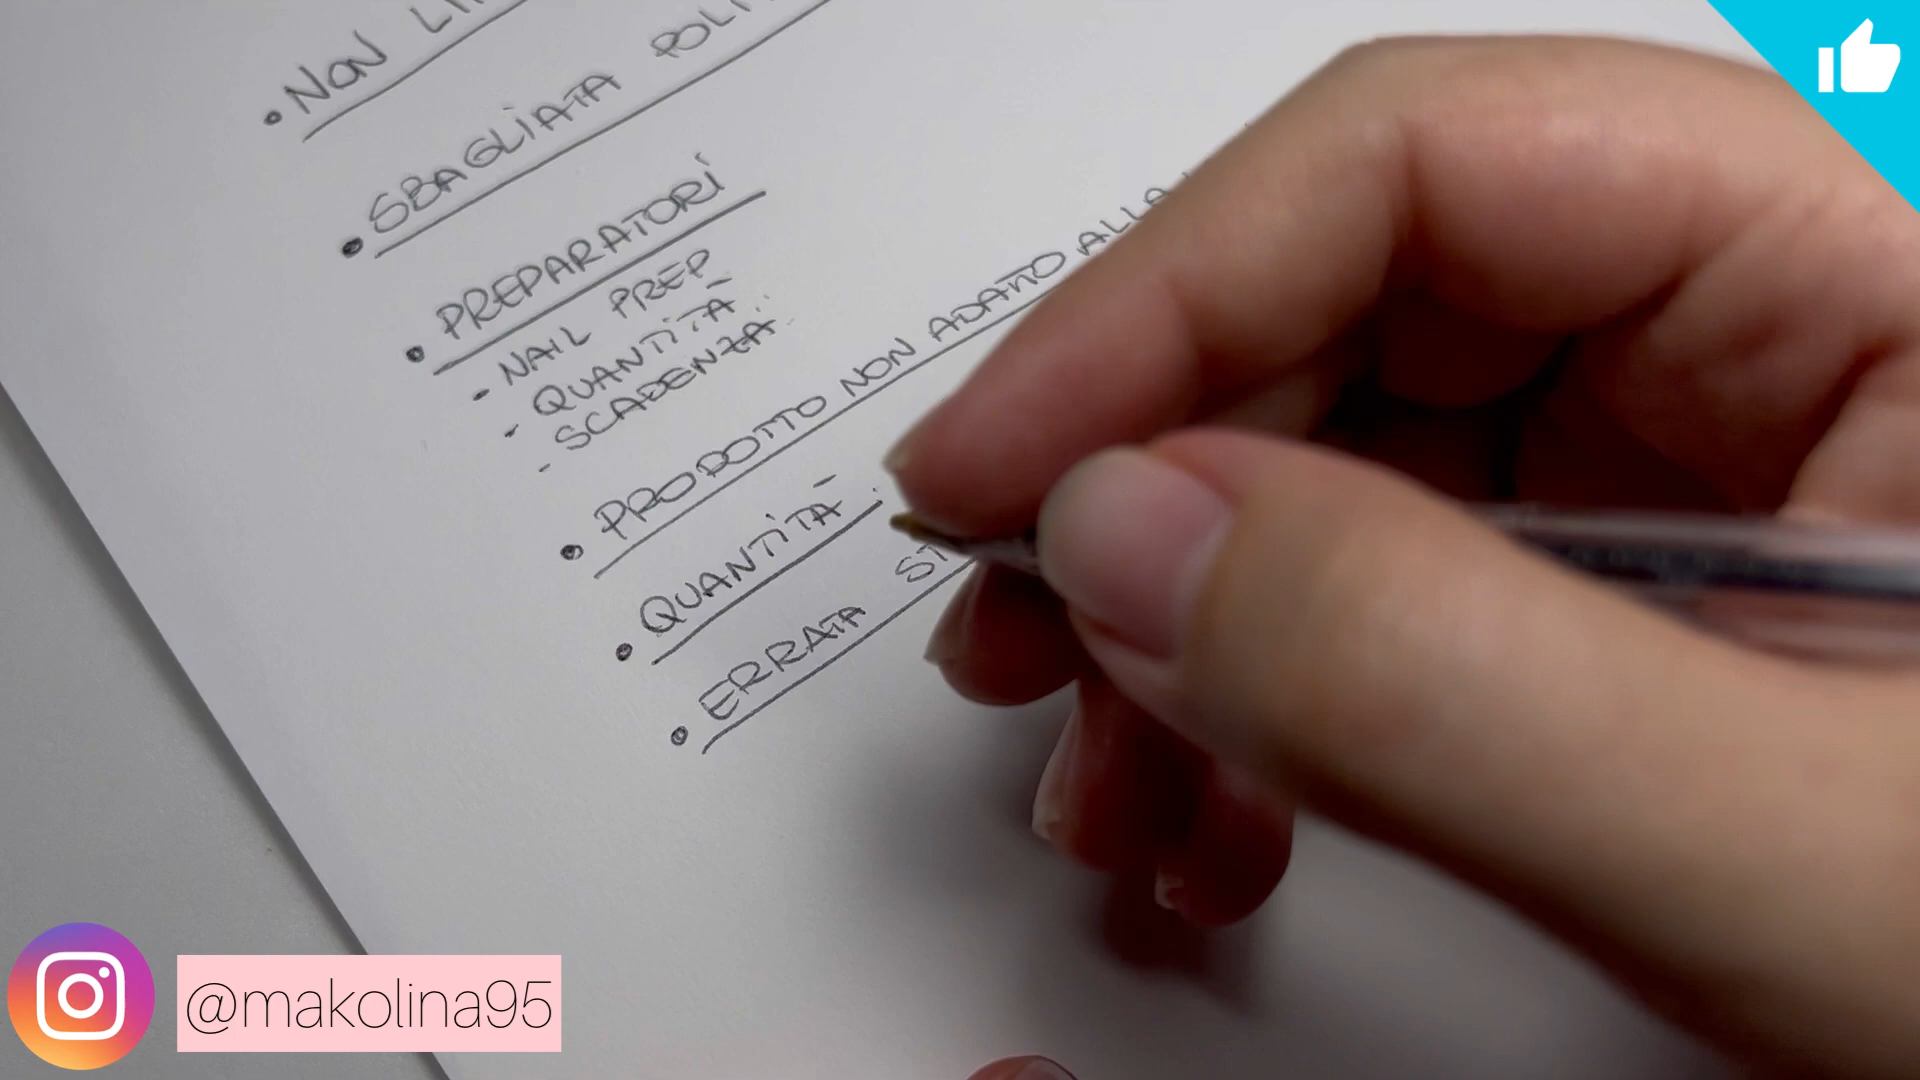 • NON
• SBAGLIATA
• PREPARATORI
- NAIL PREP
- QUANTITÀ
- SCADENZA
• PRODOTTO NON ADATTO ALLA
• QUANTITÀ
• ERRATA
@makolina95